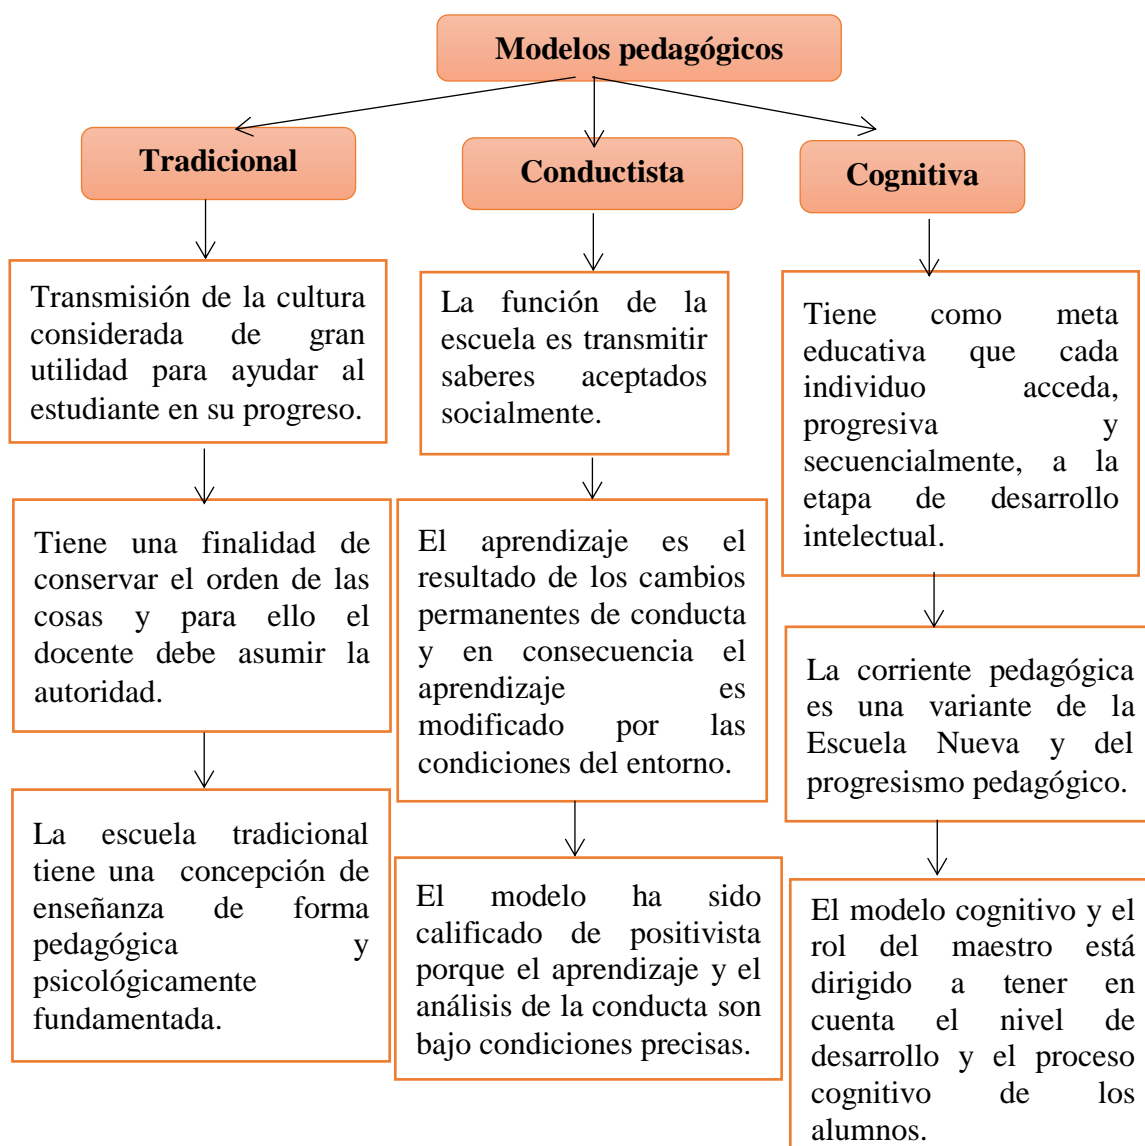 Modelos pedagógicos
Tradicional
Conductista
Cognitiva
Transmisión de la cultura
considerada de gran
utilidad para ayudar al
estudiante en su progreso.
Tiene una finalidad de
conservar el orden de las
cosas y para ello el
docente debe asumir la
autoridad.
La escuela tradicional
tiene una concepción de
enseñanza de forma
pedagógica y
psicológicamente
fundamentada.
La función de la
escuela es transmitir
saberes aceptados
socialmente.
El aprendizaje es el
resultado de los cambios
permanentes de conducta
y en consecuencia el
aprendizaje es
modificado por las
condiciones del entorno.
El modelo ha sido
calificado de positivista
porque el aprendizaje y el
análisis de la conducta son
bajo condiciones precisas.
Tiene como meta
educativa que cada
individuo acceda,
progresiva y
secuencialmente, a la
etapa de desarrollo
intelectual.
La corriente pedagógica
es una variante de la
Escuela Nueva y del
progresismo pedagógico.
El modelo cognitivo y el
rol del maestro está
dirigido a tener en
cuenta el nivel de
desarrollo y el proceso
cognitivo de los
alumnos.